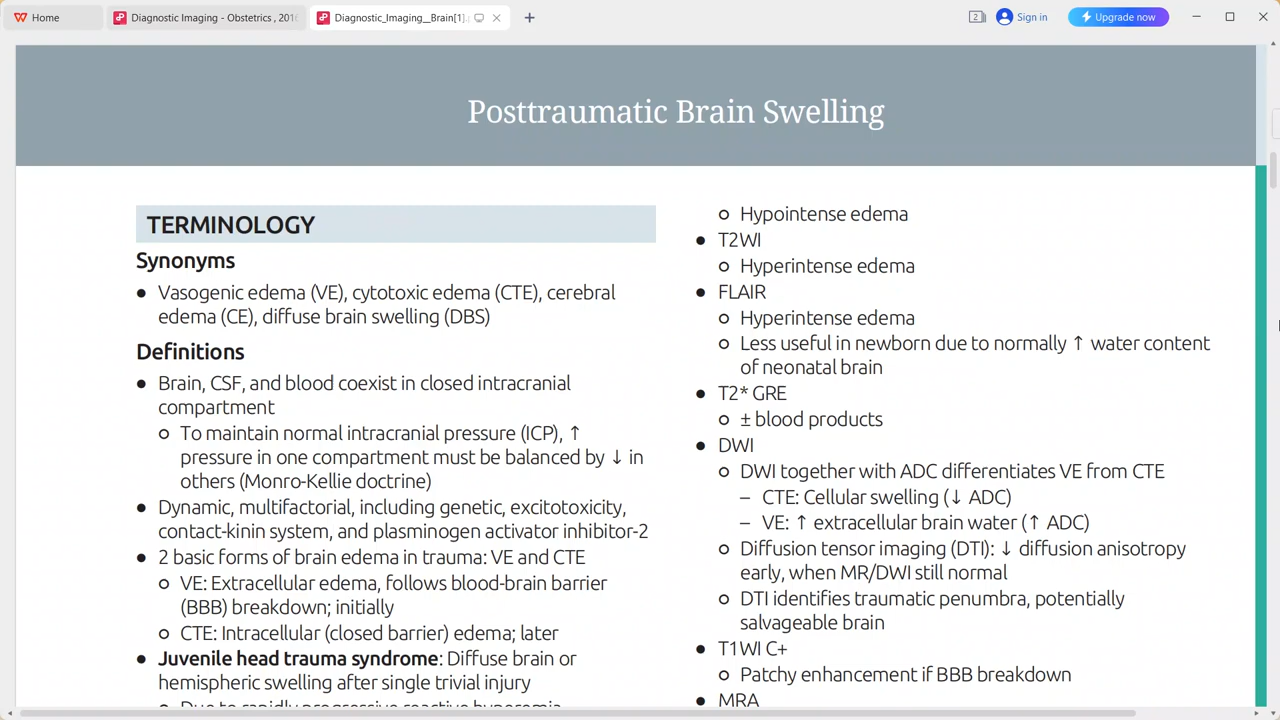 Home
Diagnostic Imaging - Obstetrics , 201
Diagnostic_Imaging__Brain[1].
2
Sign in
Upgrade now
Posttraumatic Brain Swelling
TERMINOLOGY
Synonyms
● Vasogenic edema (VE), cytotoxic edema (CTE), cerebral
edema (CE), diffuse brain swelling (DBS)
Definitions
● Brain, CSF, and blood coexist in closed intracranial
compartment
○ To maintain normal intracranial pressure (ICP), ↑
pressure in one compartment must be balanced by ↓ in
others (Monro-Kellie doctrine)
● Dynamic, multifactorial, including genetic, excitotoxicity,
contact-kinin system, and plasminogen activator inhibitor-2
● 2 basic forms of brain edema in trauma: VE and CTE
○ VE: Extracellular edema, follows blood-brain barrier
(BBB) breakdown; initially
○ CTE: Intracellular (closed barrier) edema; later
● Juvenile head trauma syndrome: Diffuse brain or
hemispheric swelling after single trivial injury
○ Due to rapidly progressive reactive hyperemia
○ Hypointense edema
● T2WI
○ Hyperintense edema
● FLAIR
○ Hyperintense edema
○ Less useful in newborn due to normally ↑ water content
of neonatal brain
● T2* GRE
○ ± blood products
● DWI
○ DWI together with ADC differentiates VE from CTE
– CTE: Cellular swelling (↓ ADC)
– VE: ↑ extracellular brain water (↑ ADC)
○ Diffusion tensor imaging (DTI): ↓ diffusion anisotropy
early, when MR/DWI still normal
○ DTI identifies traumatic penumbra, potentially
salvageable brain
● T1WI C+
○ Patchy enhancement if BBB breakdown
● MRA